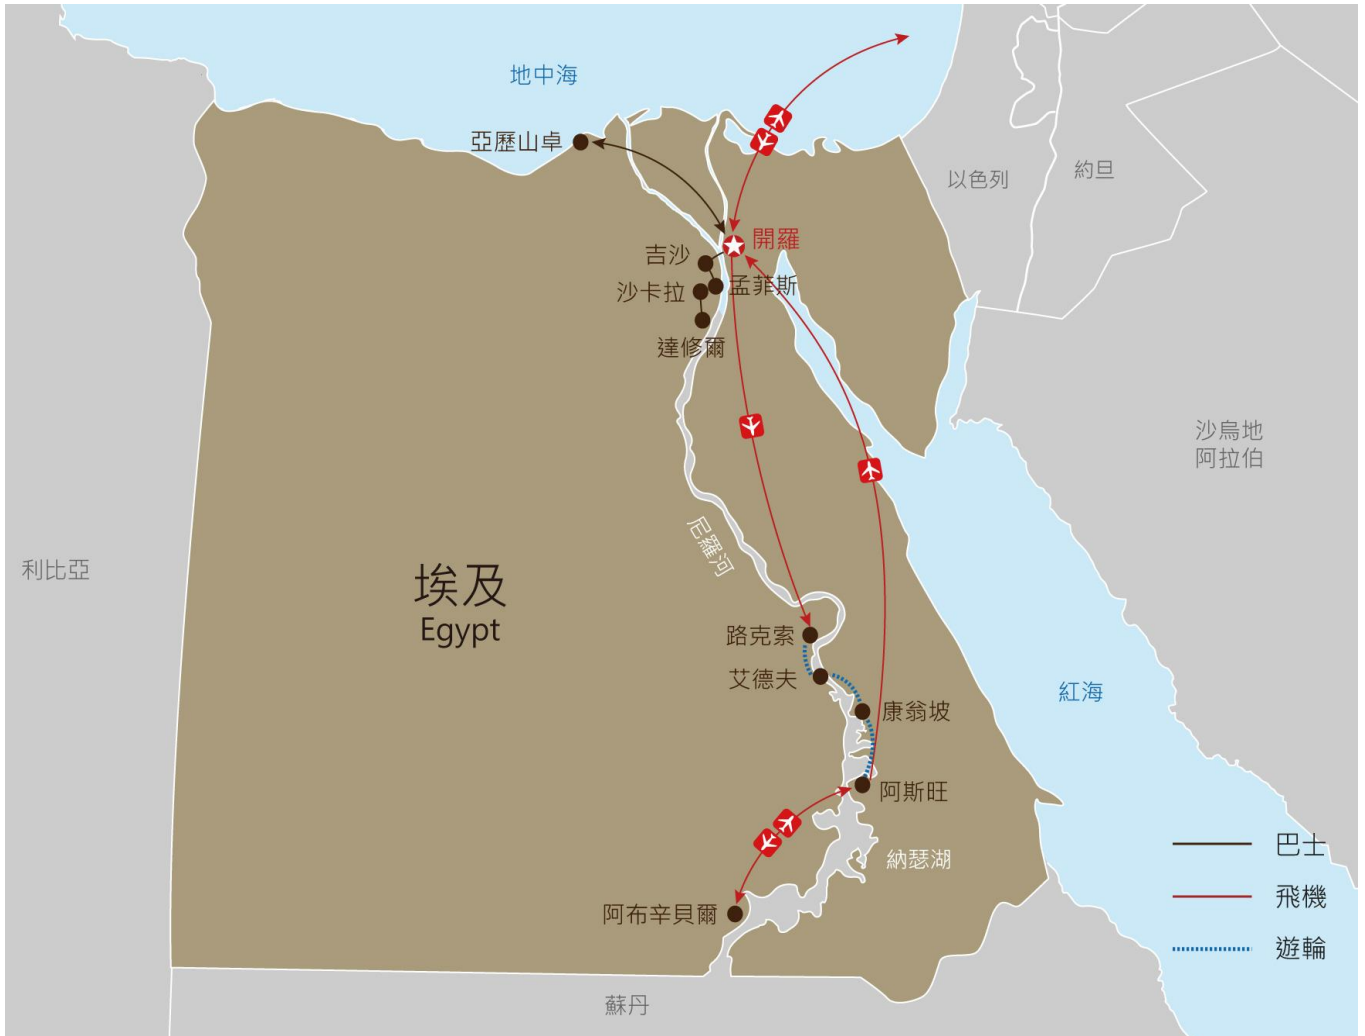 地中海
亞歷山卓
以色列
約旦
開羅
吉沙
孟菲斯
沙卡拉
達修爾
沙烏地
阿拉伯
尼羅河
利比亞
埃及
Egypt
路克索
艾德夫
紅海
康翁坡
阿斯旺
納瑟湖
巴士
飛機
阿布辛貝爾
遊輪
蘇丹